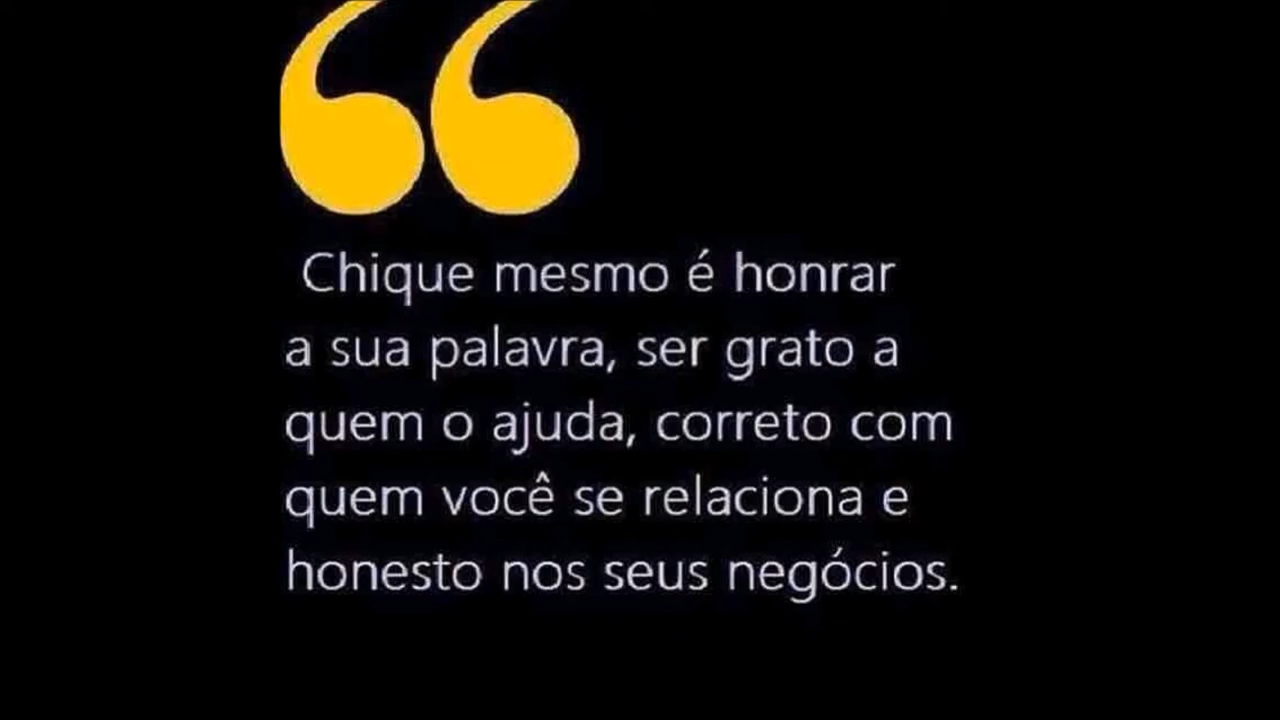 Chique mesmo é honrar
a sua palavra, ser grato a
quem o ajuda, correto com
quem você se relaciona e
honesto nos seus negócios.